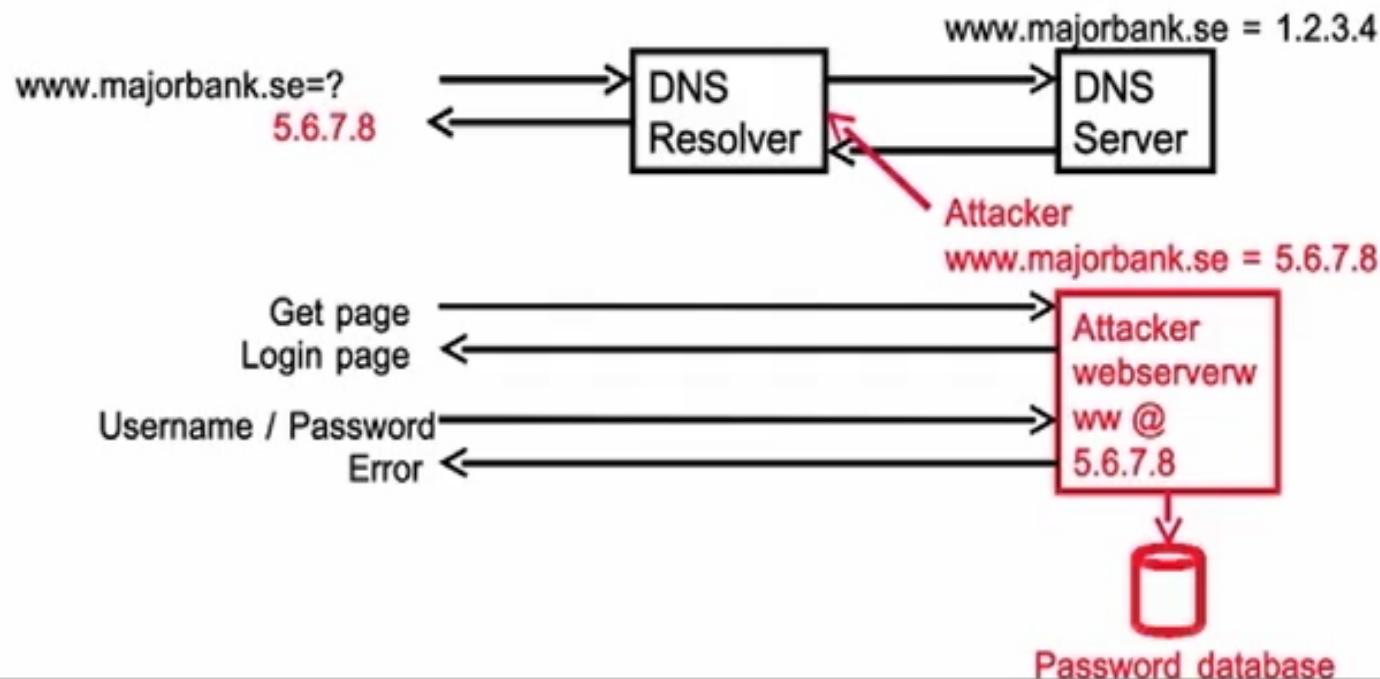 www.majorbank.se = 1.2.3.4
www.majorbank.se=?
5.6.7.8
DNS
Resolver
DNS
Server
Attacker
www.majorbank.se = 5.6.7.8
Get page
Login page
Username / Password
Error
Attacker
webserverw
ww @
5.6.7.8
Password database